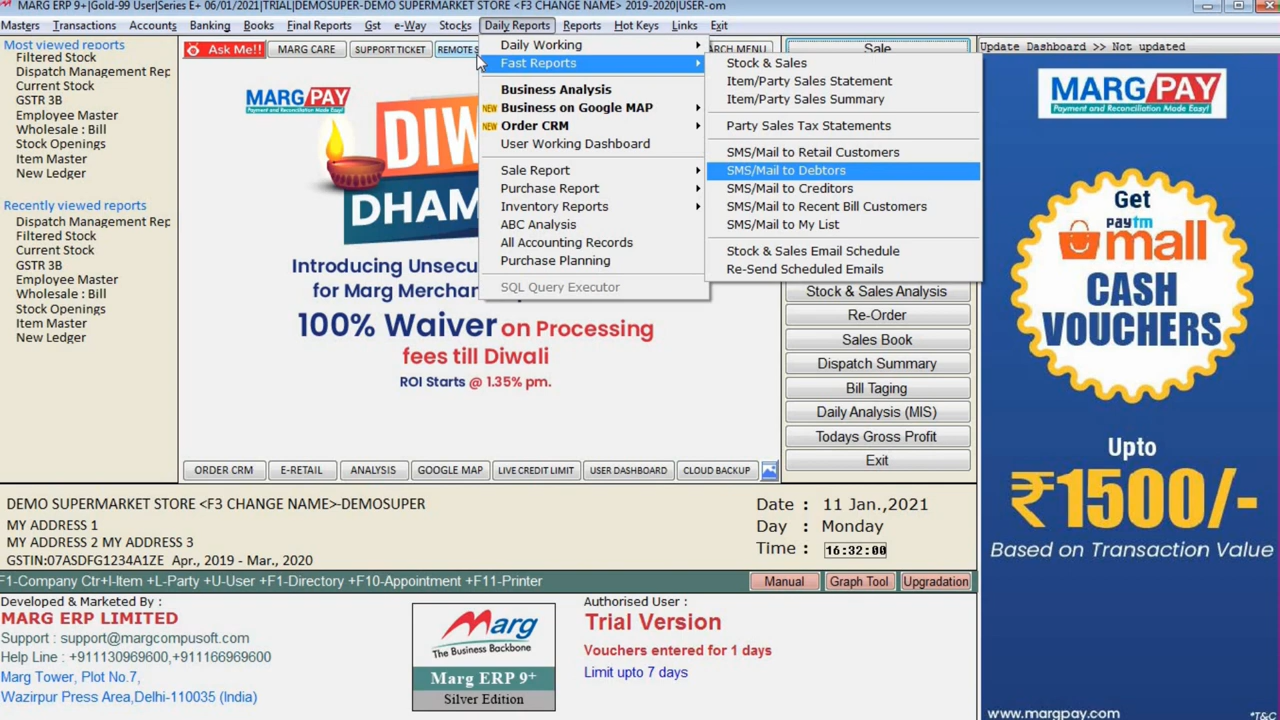 MARG ERP 9+|Gold-99 User|Series E+ 06/01/2021|TRIAL|DEMOSUPER-DEMO SUPERMARKET STORE <F3 CHANGE NAME> 2019-2020|USER-om
Masters Transactions Accounts Banking Books Final Reports Gst e-Way Stocks Daily Reports Reports Hot Keys Links Exit
Most viewed reports
Filtered Stock
Dispatch Management Rep
Current Stock
GSTR 3B
Employee Master
Wholesale : Bill
Stock Openings
Item Master
New Ledger
Recently viewed reports
Dispatch Management Rep
Filtered Stock
Current Stock
GSTR 3B
Employee Master
Wholesale : Bill
Stock Openings
Item Master
New Ledger
Ask Me!! MARG CARE SUPPORT TICKET REMOTE S
ARCH MENU
MARG PAY
Payment and Reconciliation Made Easy!
DIW
DHAM
Introducing Unsecu
for Marg Merchan
100% Waiver on Processing
fees till Diwali
ROI Starts @ 1.35% pm.
Daily Working
Fast Reports
Business Analysis
NEW Business on Google MAP
NEW Order CRM
User Working Dashboard
Sale Report
Purchase Report
Inventory Reports
ABC Analysis
All Accounting Records
Purchase Planning
SQL Query Executor
Stock & Sales
Item/Party Sales Statement
Item/Party Sales Summary
Party Sales Tax Statements
SMS/Mail to Retail Customers
SMS/Mail to Debtors
SMS/Mail to Creditors
SMS/Mail to Recent Bill Customers
SMS/Mail to My List
Stock & Sales Email Schedule
Re-Send Scheduled Emails
Sale
Stock & Sales Analysis
Re-Order
Sales Book
Dispatch Summary
Bill Taging
Daily Analysis (MIS)
Todays Gross Profit
Exit
ORDER CRM E-RETAIL ANALYSIS GOOGLE MAP LIVE CREDIT LIMIT USER DASHBOARD CLOUD BACKUP
Update Dashboard >> Not updated
MARG PAY
Payment and Reconciliation Made Easy!
Get
paytm
mall
CASH
VOUCHERS
Upto
₹1500/-
Based on Transaction Value
www.margpay.com
*T&C
DEMO SUPERMARKET STORE <F3 CHANGE NAME>-DEMOSUPER
MY ADDRESS 1
MY ADDRESS 2 MY ADDRESS 3
GSTIN:07ASDFG1234A1ZE Apr., 2019 - Mar., 2020
Date : 11 Jan.,2021
Day : Monday
Time : 16:32:00
F1-Company Ctr+I-Item +L-Party +U-User +F1-Directory +F10-Appointment +F11-Printer
Manual Graph Tool Upgradation
Developed & Marketed By :
MARG ERP LIMITED
Support : support@margcompusoft.com
Help Line : +911130969600,+911166969600
Marg Tower, Plot No.7,
Wazirpur Press Area,Delhi-110035 (India)
Marg
The Business Backbone
Marg ERP 9+
Silver Edition
Authorised User :
Trial Version
Vouchers entered for 1 days
Limit upto 7 days